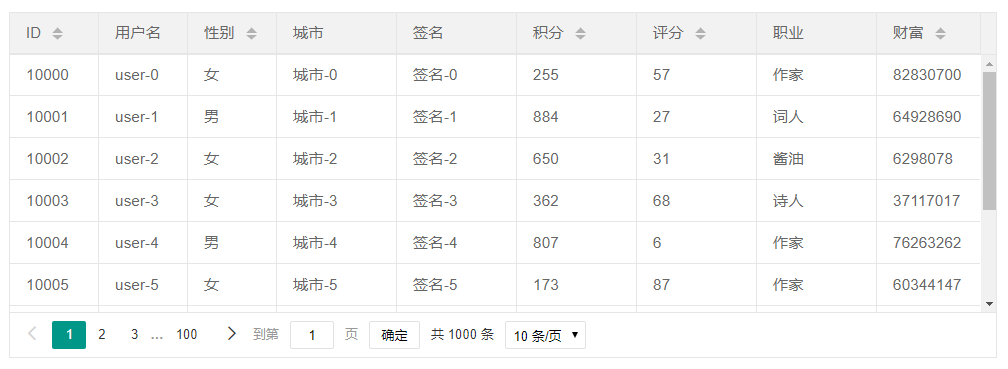 ID 用户名 性别 城市 签名 积分 评分 职业 财富
10000 user-0 女 城市-0 签名-0 255 57 作家 82830700
10001 user-1 男 城市-1 签名-1 884 27 词人 64928690
10002 user-2 女 城市-2 签名-2 650 31 酱油 6298078
10003 user-3 女 城市-3 签名-3 362 68 诗人 37117017
10004 user-4 男 城市-4 签名-4 807 6 作家 76263262
10005 user-5 女 城市-5 签名-5 173 87 作家 60344147
1 2 3 … 100 到第 1 页 确定 共 1000 条 10 条/页